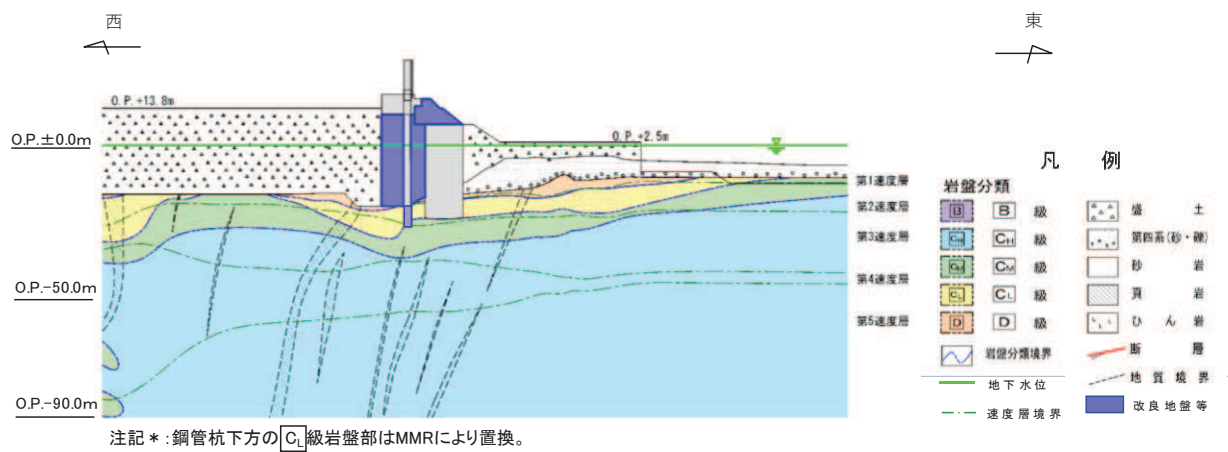 西
東
O.P.+13.8m
O.P.±0.0m
O.P.+2.5m
第1速度層
第2速度層
第3速度層
第4速度層
第5速度層
O.P.-50.0m
O.P.-90.0m
凡 例
岩盤分類
B B 級
CH CH 級
CM CM 級
CL CL 級
D D 級
岩盤分類境界
地下水位
速度層境界
盛 土
第四系(砂・礫)
砂 岩
頁 岩
ひ ん 岩
断 層
地 質 境 界
改良地盤等
注記*:鋼管杭下方のCL級岩盤部はMMRにより置換。